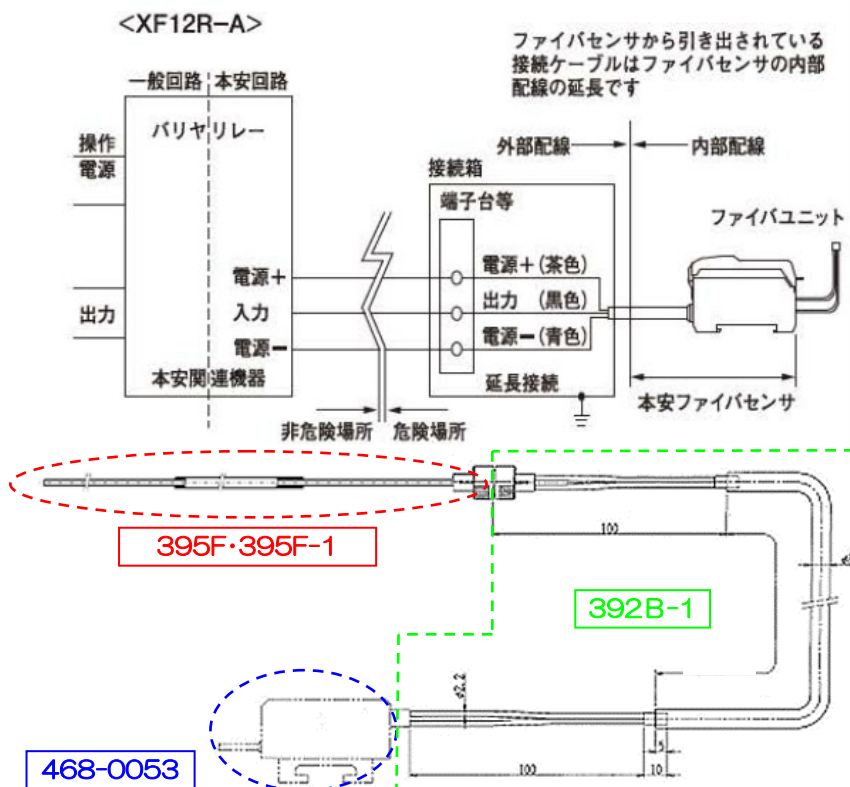 <XF12R-A>
ファイバセンサから引き出されている
接続ケーブルはファイバセンサの内部
配線の延長です
一般回路 本安回路
バリヤリレー
操作
電源
出力
電源+
入力
電源-
本安関連機器
非危険場所 危険場所
接続箱
端子台等
電源+(茶色)
出力 (黒色)
電源-(青色)
延長接続
外部配線 内部配線
ファイバユニット
本安ファイバセンサ
395F・395F-1
100
392B-1
φ2.2
5
100
10
468-0053